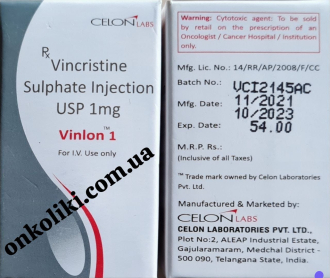 CELON LABS
Rx Vincristine
Sulphate Injection
USP 1mg
Vinlon™ 1
For I.V. Use only
onkoliki.com.ua
Warning: Cytotoxic agent: To be sold
by retail on the prescription of an
Oncologist / Cancer Hospital / Institution
only.
Mfg. Lic. No.: 14/RR/AP/2008/F/CC
Batch No.: VCI2145AC
Mfg. Date: 11/2021
Exp. Date: 10/2023
M.R.P. Rs.: 54.00
(Inclusive of all Taxes)
™ Trade mark owned by Celon Laboratories
Pvt. Ltd.
Manufactured & Marketed by:
CELON LABS
CELON LABORATORIES PVT. LTD.,
Plot No:2, ALEAP Industrial Estate,
Gajularamaram, Medchal District -
500 090, Telangana State, India.